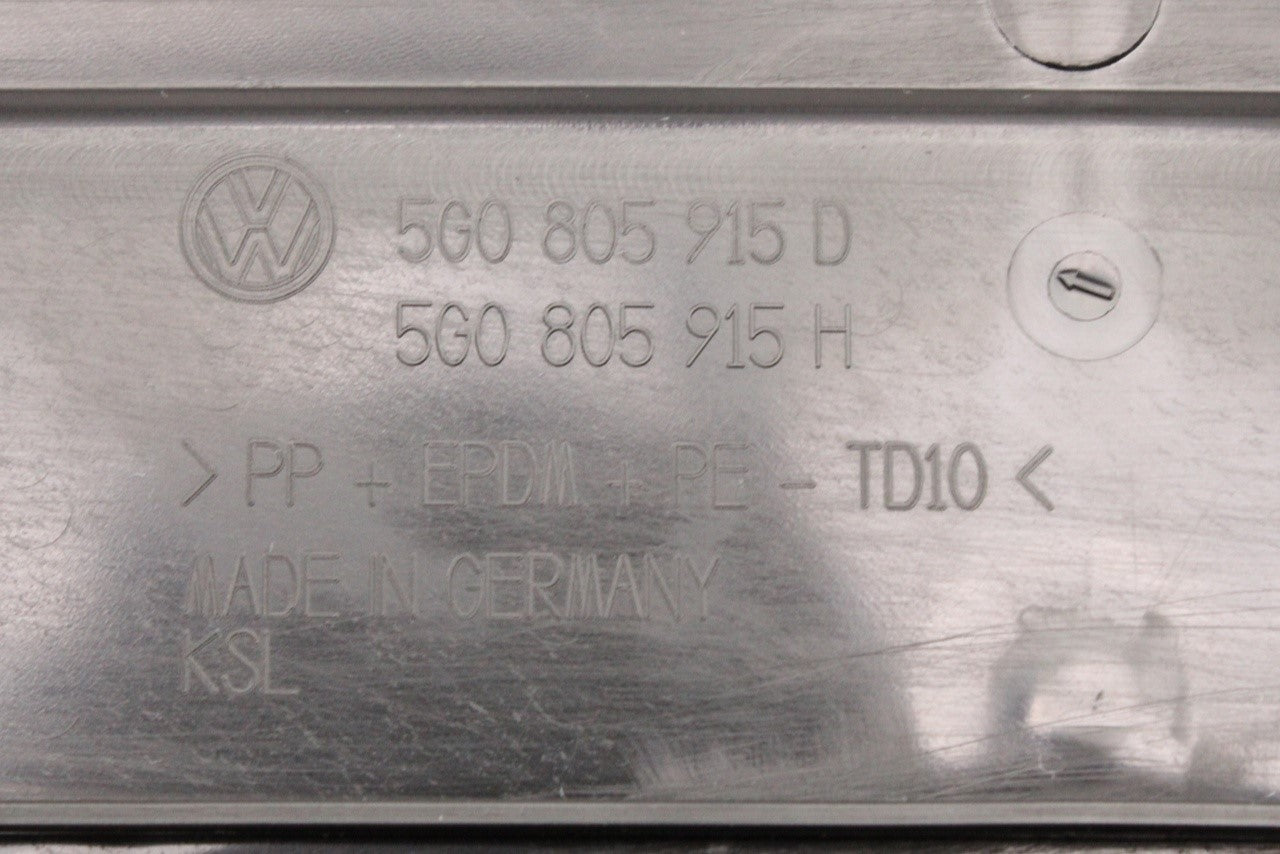 5G0 805 915 D
5G0 805 915 H
> PP + EPDM + PE - TD10 <
MADE IN GERMANY
KSL